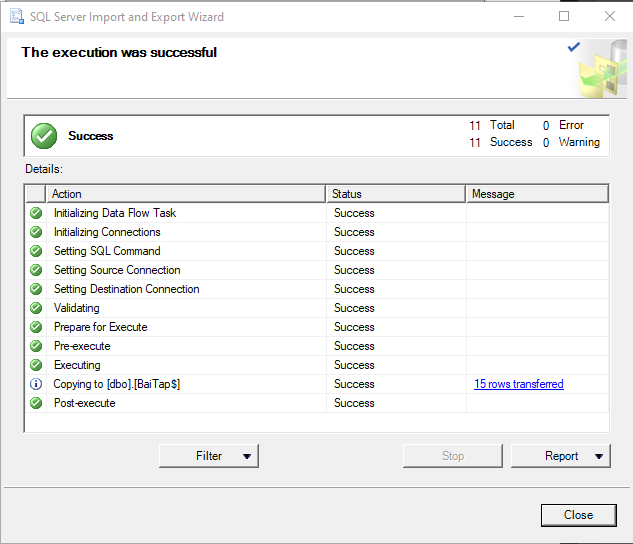 SQL Server Import and Export Wizard
The execution was successful
Success
11 Total 0 Error
11 Success 0 Warning
Details:
Action Status Message
Initializing Data Flow Task Success
Initializing Connections Success
Setting SQL Command Success
Setting Source Connection Success
Setting Destination Connection Success
Validating Success
Prepare for Execute Success
Pre-execute Success
Executing Success
Copying to [dbo].[BaiTap$] Success 15 rows transferred
Post-execute Success
Filter Stop Report
Close